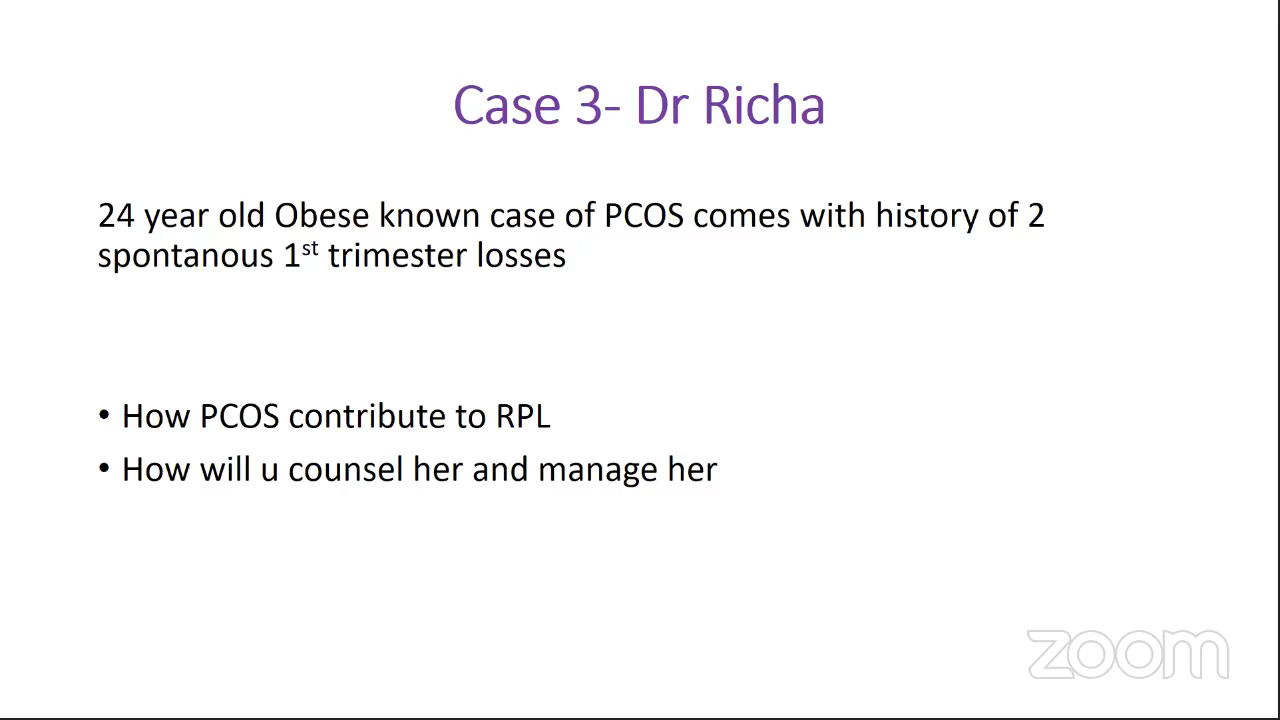 Case 3- Dr Richa
24 year old Obese known case of PCOS comes with history of 2
spontanous 1st trimester losses
• How PCOS contribute to RPL
• How will u counsel her and manage her
zoom